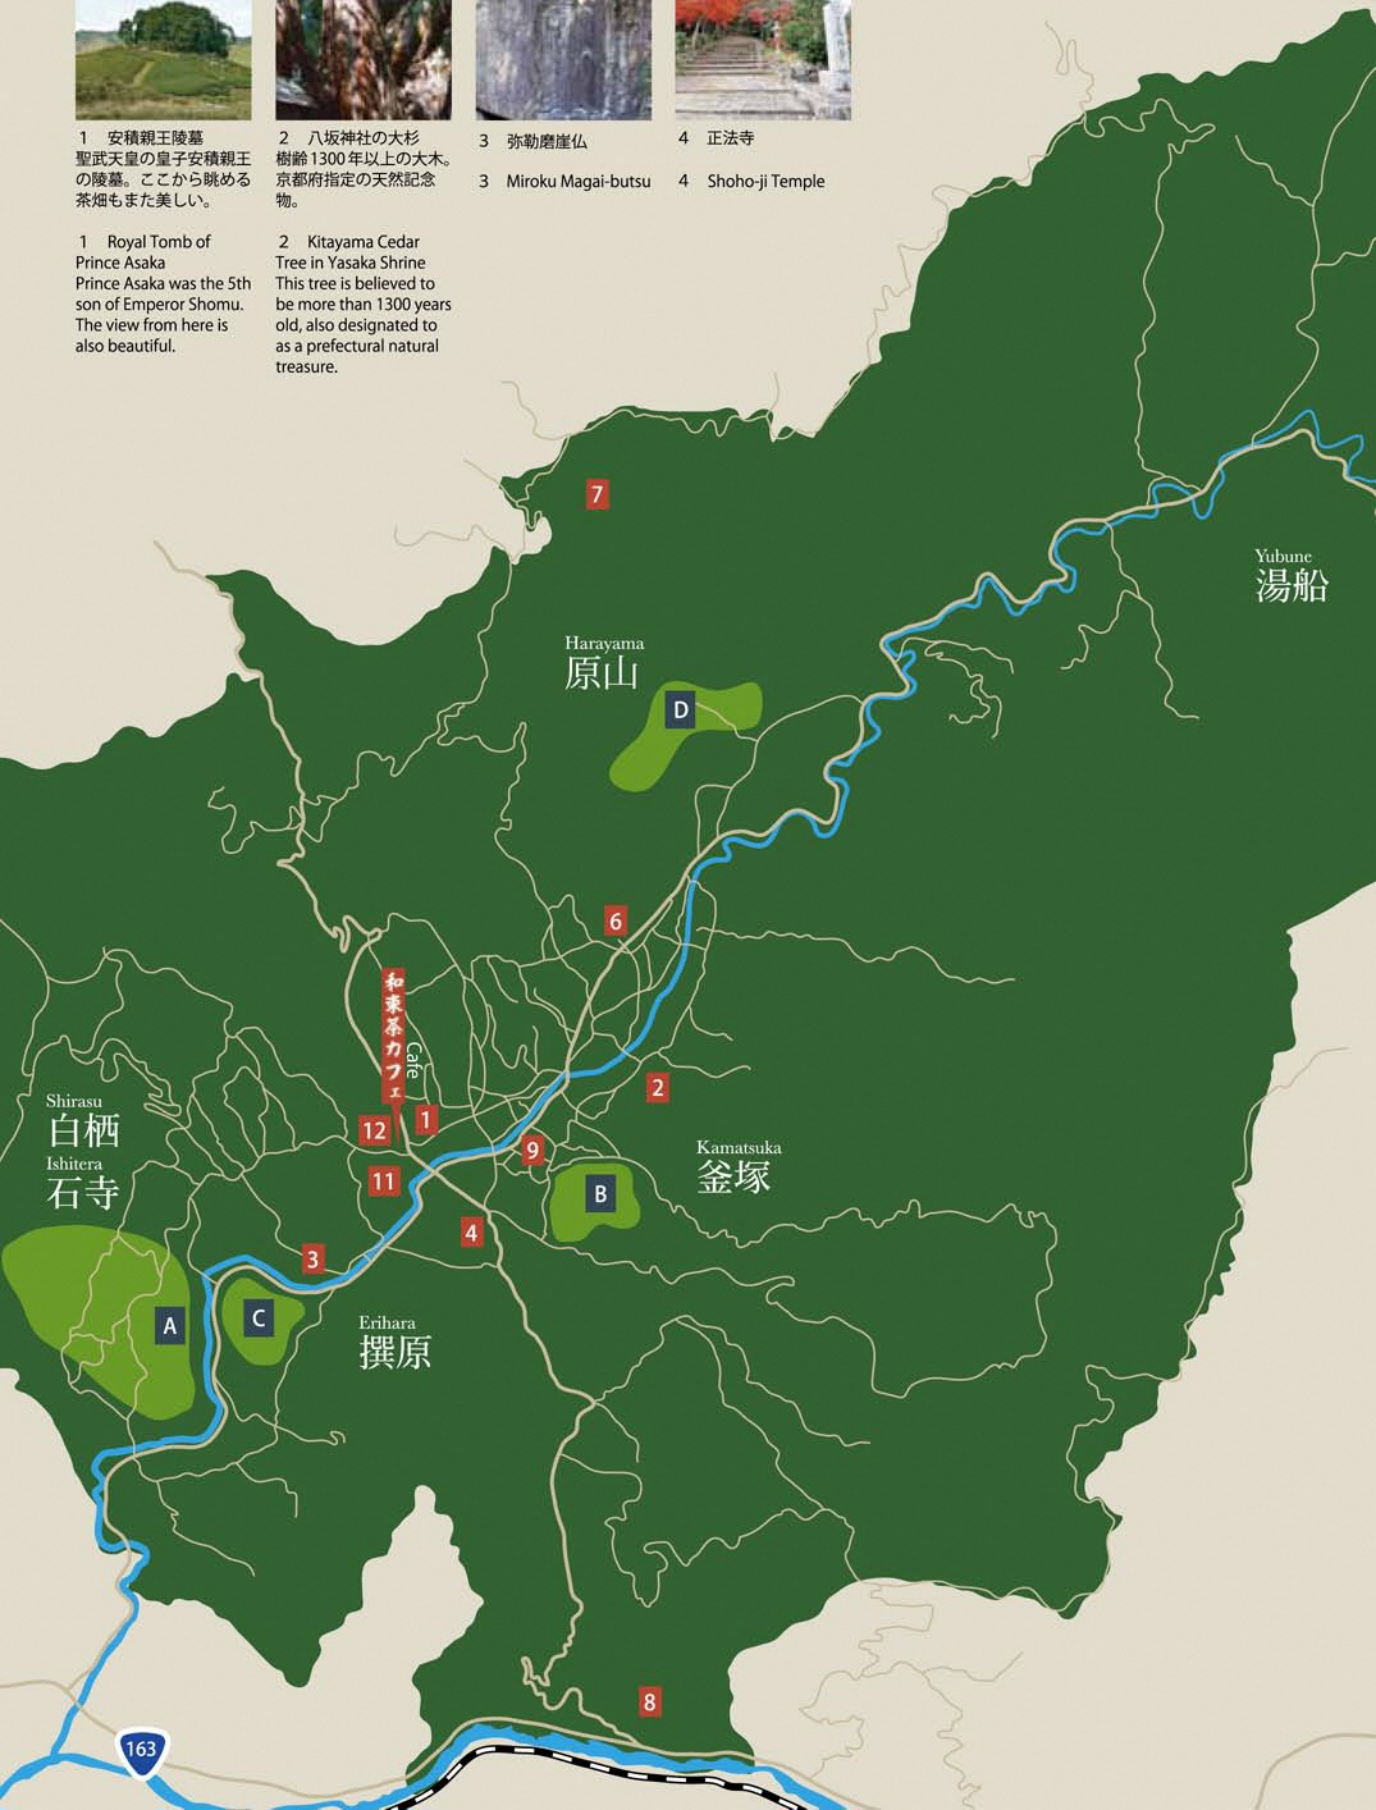 1 安積親王陵墓
聖武天皇の皇子安積親王
の陵墓。ここから眺める
茶畑もまた美しい。
1 Royal Tomb of
Prince Asaka
Prince Asaka was the 5th
son of Emperor Shomu.
The view from here is
also beautiful.
2 八坂神社の大杉
樹齢1300年以上の大木。
京都府指定の天然記念
物。
2 Kitayama Cedar
Tree in Yasaka Shrine
This tree is believed to
be more than 1300 years
old, also designated to
as a prefectural natural
treasure.
3 弥勒磨崖仏
3 Miroku Magai-butsu
4 正法寺
4 Shoho-ji Temple
7
Yubune
湯船
Harayama
原山
D
6
和束茶カフェ
Cafe
2
1
12
Shirasu
白栖
Ishitera
石寺
9
Kamatsuka
釜塚
11
B
4
3
A
C
Erihara
撰原
8
163